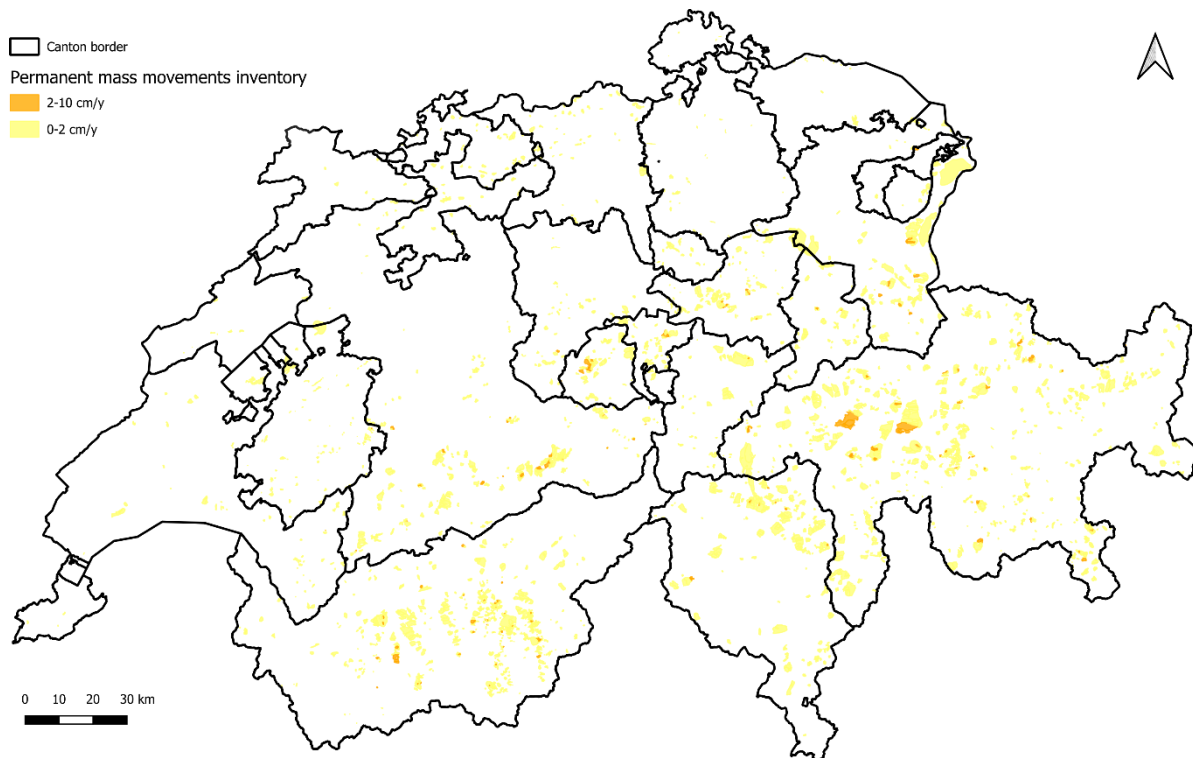 Canton border
Permanent mass movements inventory
2-10 cm/y
0-2 cm/y
0 10 20 30 km